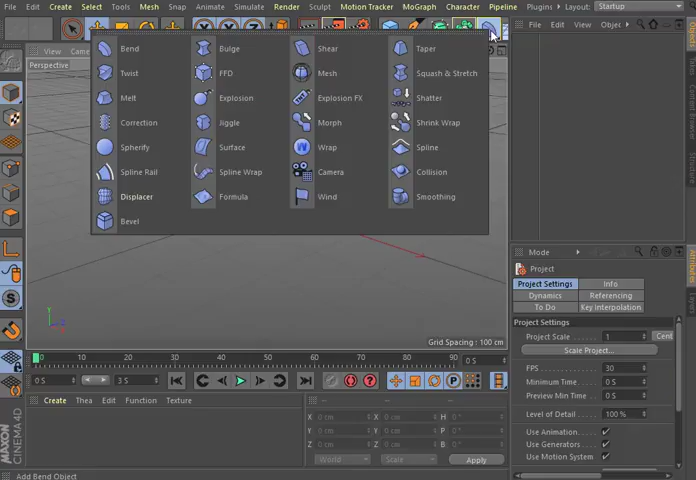 File Edit Create Select Tools Mesh Snap Animate Simulate Render Sculpt Motion Tracker MoGraph Character Pipeline Plugins Layout: Startup
File Edit View Objec
View Came
Perspective
Bend Bulge Shear Taper
Twist FFD Mesh Squash & Stretch
Melt Explosion Explosion FX Shatter
Correction Jiggle Morph Shrink Wrap
Spherify Surface Wrap Spline
Spline Rail Spline Wrap Camera Collision
Displacer Formula Wind Smoothing
Bevel
Y
Grid Spacing : 100 cm
0 10 20 30 40 50 60 70 80 90
0 S
0 S 3 S
P
Create Edit Function Texture
X 0 cm X 0 cm H 0 °
Y 0 cm Y 0 cm P 0 °
Z 0 cm Z 0 cm B 0 °
World Scale Apply
MAXON
CINEMA4D
Add Bend Object
Mode
Project
Project Settings Info
Dynamics Referencing
To Do Key interpolation
Project Settings
Project Scale 1 Cent
Scale Project...
FPS 30
Minimum Time 0 S
Preview Min Time 0 S
Level of Detail 100 %
Use Animation
Use Generators
Use Motion System
Content Browser
Attributes
Layers